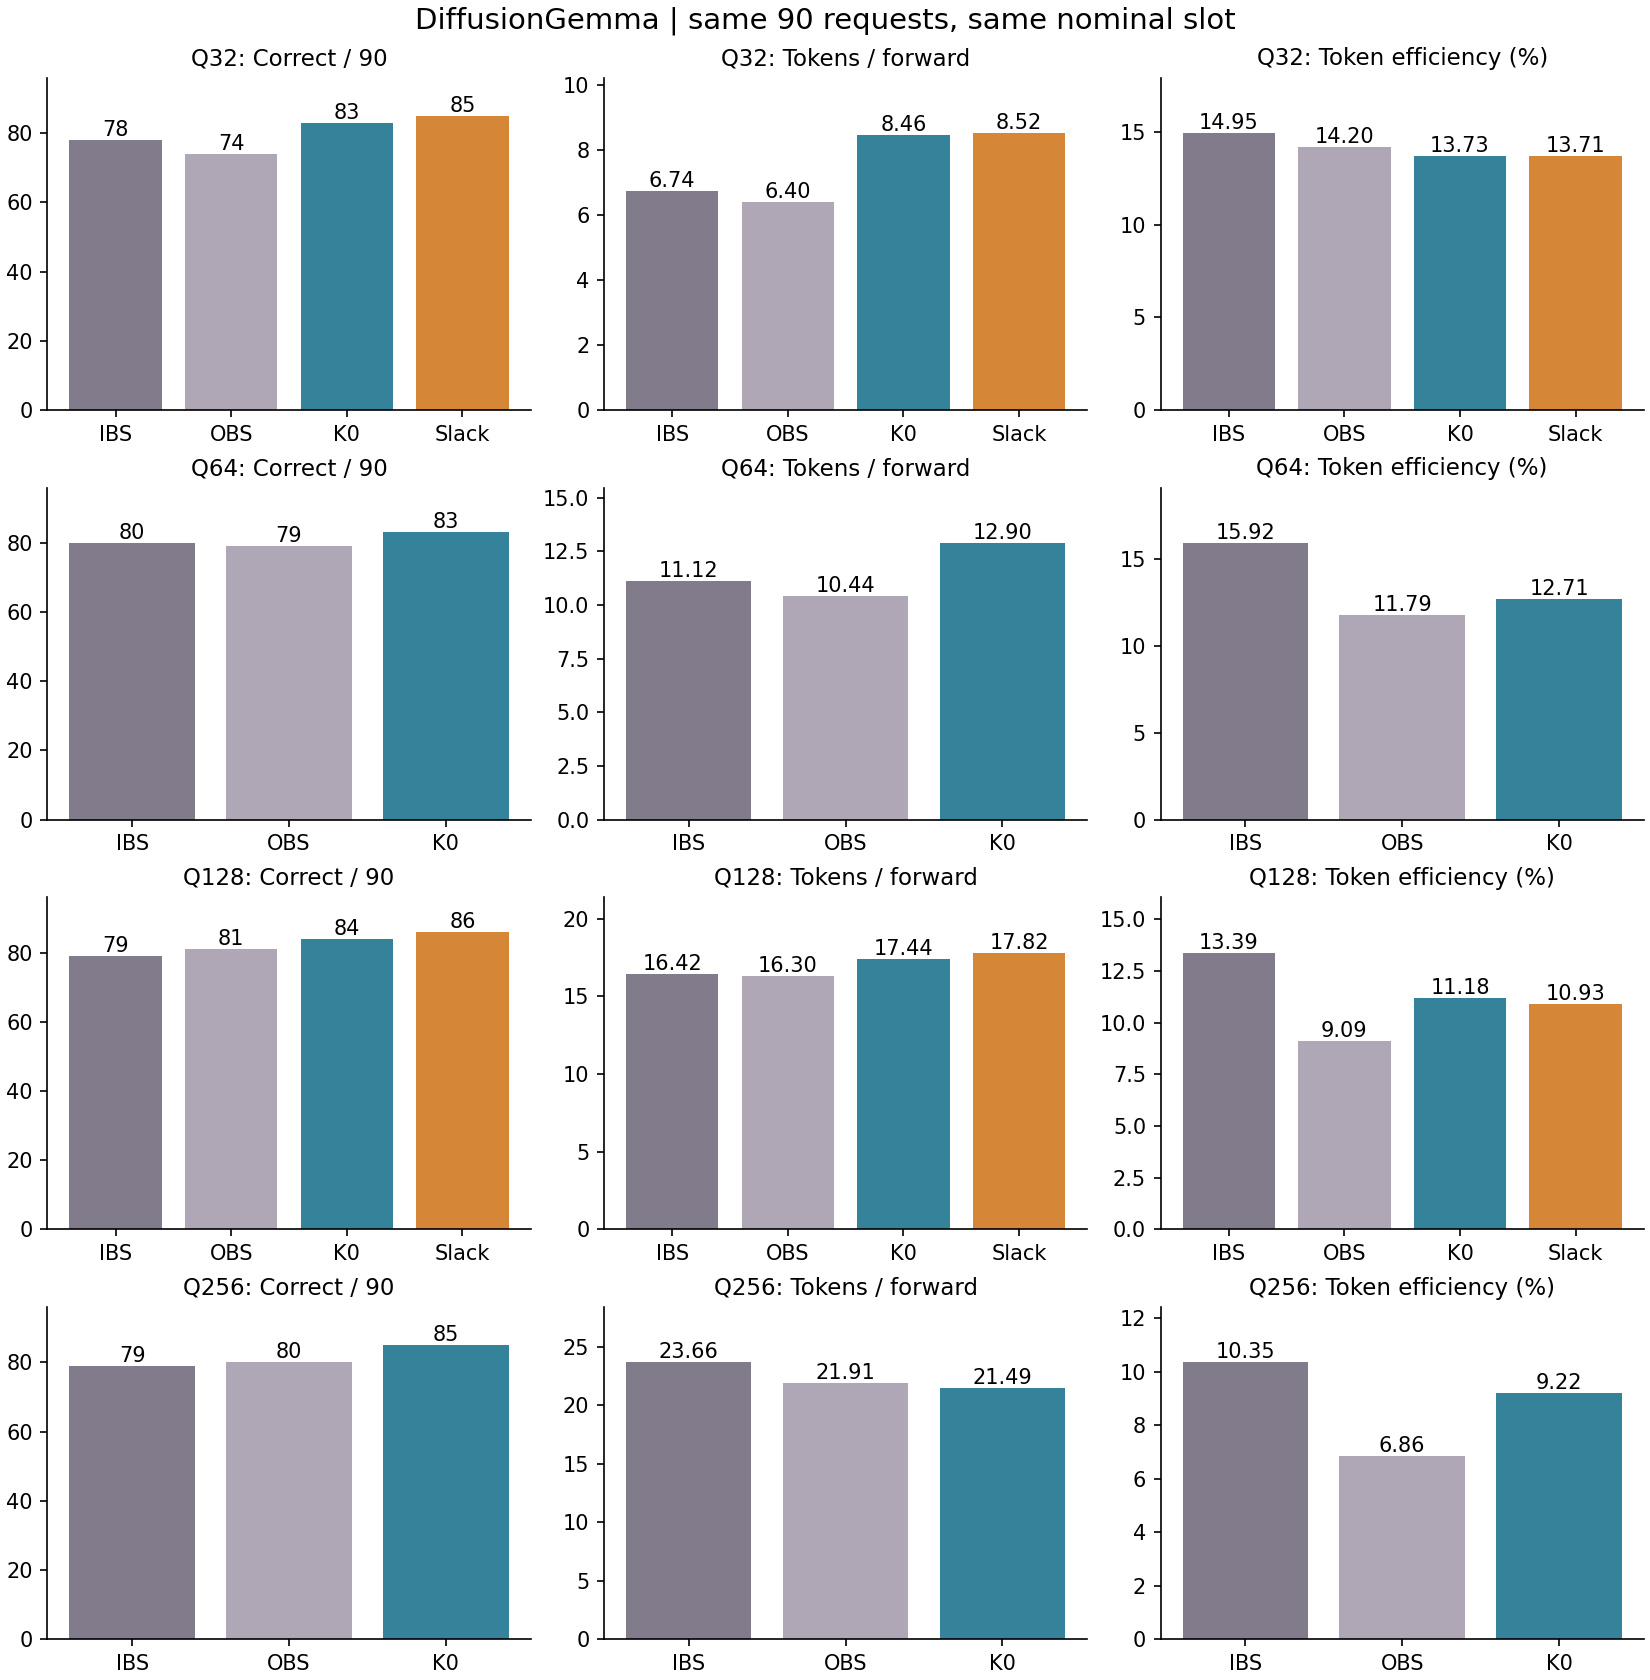 DiffusionGemma | same 90 requests, same nominal slot
Q32: Correct / 90
80
60
40
20
0
78
74
83
85
IBS
OBS
K0
Slack
Q32: Tokens / forward
10
8
6
4
2
0
6.74
6.40
8.46
8.52
IBS
OBS
K0
Slack
Q32: Token efficiency (%)
15
10
5
0
14.95
14.20
13.73
13.71
IBS
OBS
K0
Slack
Q64: Correct / 90
80
60
40
20
0
80
79
83
IBS
OBS
K0
Q64: Tokens / forward
15.0
12.5
10.0
7.5
5.0
2.5
0.0
11.12
10.44
12.90
IBS
OBS
K0
Q64: Token efficiency (%)
15
10
5
0
15.92
11.79
12.71
IBS
OBS
K0
Q128: Correct / 90
80
60
40
20
0
79
81
84
86
IBS
OBS
K0
Slack
Q128: Tokens / forward
20
15
10
5
0
16.42
16.30
17.44
17.82
IBS
OBS
K0
Slack
Q128: Token efficiency (%)
15.0
12.5
10.0
7.5
5.0
2.5
0.0
13.39
9.09
11.18
10.93
IBS
OBS
K0
Slack
Q256: Correct / 90
80
60
40
20
0
79
80
85
IBS
OBS
K0
Q256: Tokens / forward
25
20
15
10
5
0
23.66
21.91
21.49
IBS
OBS
K0
Q256: Token efficiency (%)
12
10
8
6
4
2
0
10.35
6.86
9.22
IBS
OBS
K0